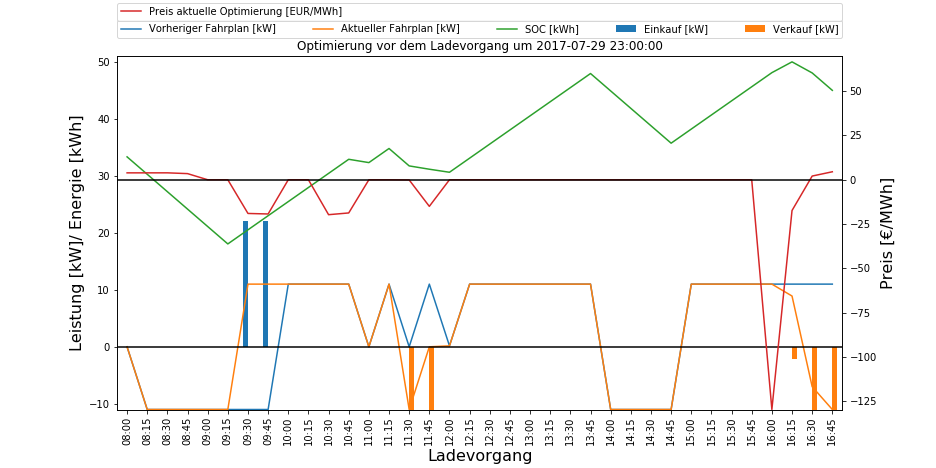 Preis aktuelle Optimierung [EUR/MWh]
Vorheriger Fahrplan [kW] Aktueller Fahrplan [kW] SOC [kWh] Einkauf [kW] Verkauf [kW]
Optimierung vor dem Ladevorgang um 2017-07-29 23:00:00
Leistung [kW]/ Energie [kWh]
50
40
30
20
10
0
−10
Preis [€/MWh]
50
25
0
−25
−50
−75
−100
−125
08:00 08:15 08:30 08:45 09:00 09:15 09:30 09:45 10:00 10:15 10:30 10:45 11:00 11:15 11:30 11:45 12:00 12:15 12:30 12:45 13:00 13:15 13:30 13:45 14:00 14:15 14:30 14:45 15:00 15:15 15:30 15:45 16:00 16:15 16:30 16:45
Ladevorgang